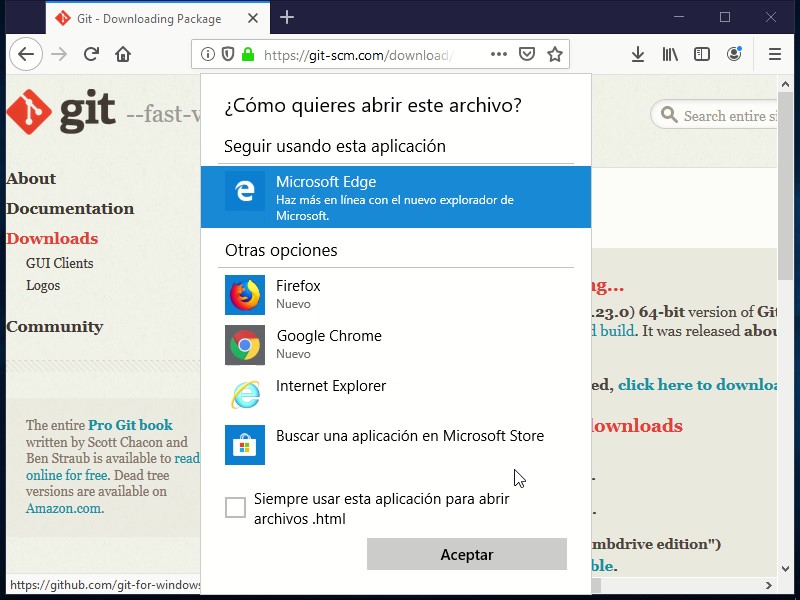 Git - Downloading Package
https://git-scm.com/download/
git --fast-v
Search entire si
¿Cómo quieres abrir este archivo?
Seguir usando esta aplicación
Microsoft Edge
Haz más en línea con el nuevo explorador de
Microsoft.
Otras opciones
Firefox
Nuevo
Google Chrome
Nuevo
Internet Explorer
Buscar una aplicación en Microsoft Store
Siempre usar esta aplicación para abrir
archivos .html
Aceptar
About
Documentation
Downloads
GUI Clients
Logos
Community
The entire Pro Git book
written by Scott Chacon and
Ben Straub is available to read
online for free. Dead tree
versions are available on
Amazon.com.
ng...
.23.0) 64-bit version of Git
d build. It was released abou
ed, click here to downloa
lownloads
mbdrive edition")
ble.
https://github.com/git-for-windows